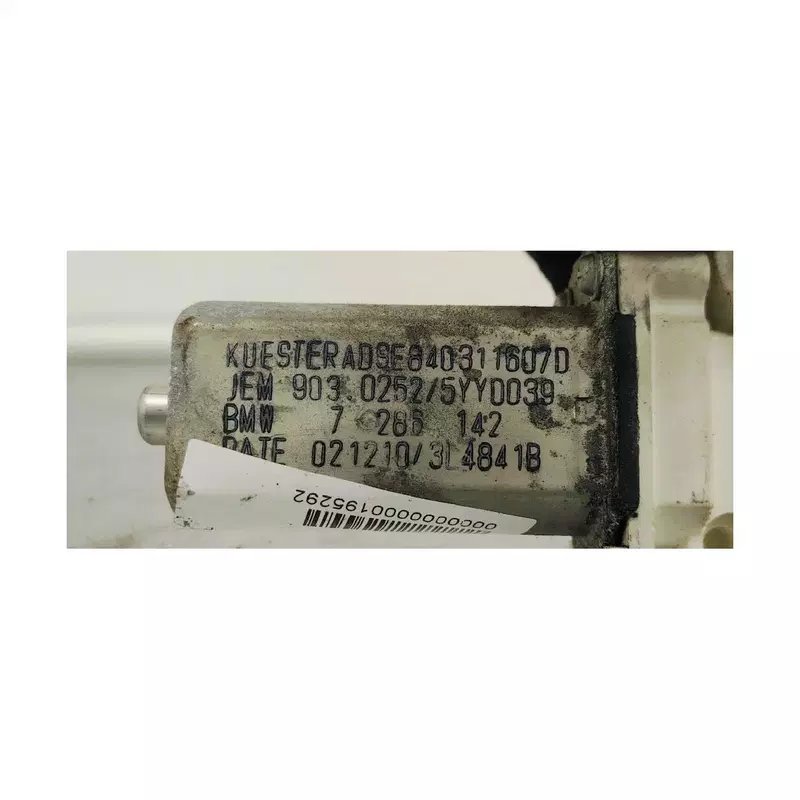 KUESTERADSE840311607D
JEM 903.0252/5YYD039
BMW 7 286 142
DATE 021210/3L4841B
000000000195292